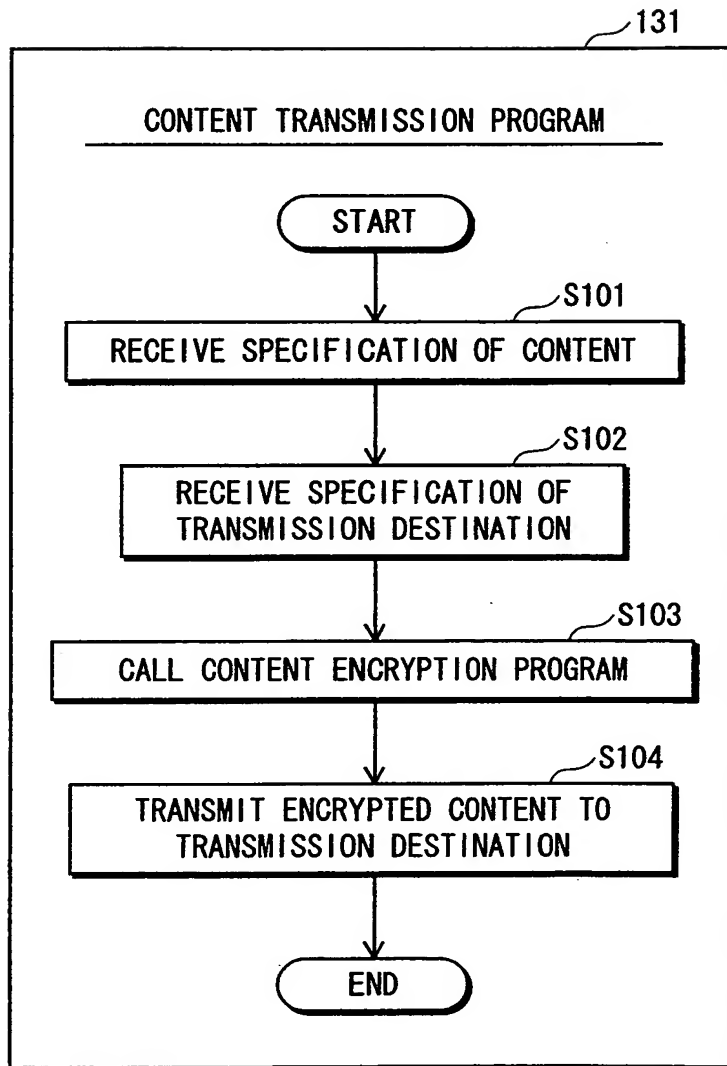 131
CONTENT TRANSMISSION PROGRAM
START
S101
RECEIVE SPECIFICATION OF CONTENT
S102
RECEIVE SPECIFICATION OF
TRANSMISSION DESTINATION
S103
CALL CONTENT ENCRYPTION PROGRAM
S104
TRANSMIT ENCRYPTED CONTENT TO
TRANSMISSION DESTINATION
END